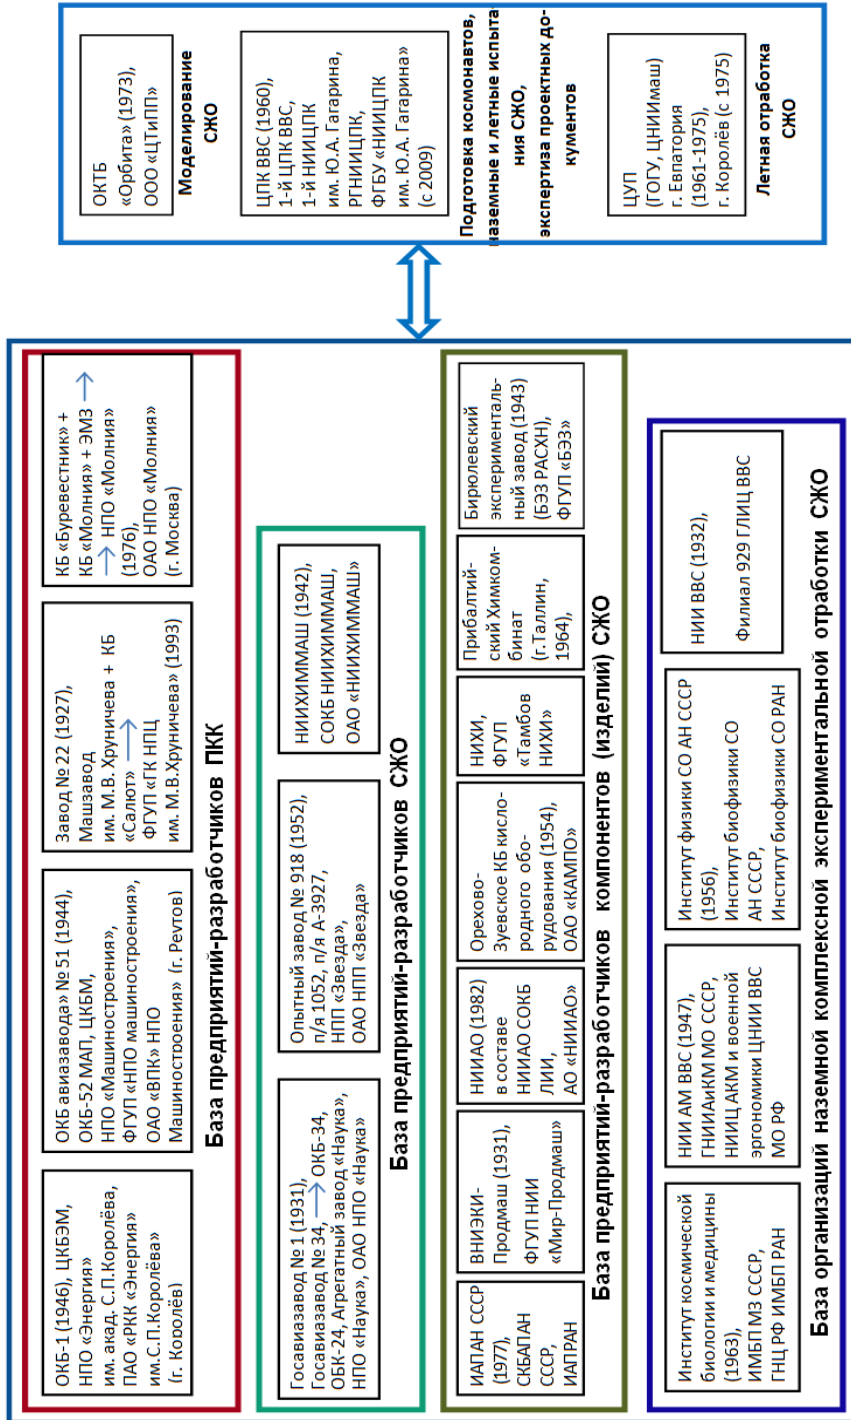 ОКБ-1 (1946), ЦКБЭМ,
НПО «Энергия»
им. акад. С.П.Королёва,
ПАО «РКК «Энергия»
им.С.П.Королёва»
(г. Королёв)
ОКБ авиазавода» № 51 (1944),
ОКБ-52 МАП, ЦКБМ,
НПО «Машиностроения»,
ФГУП «НПО машиностроения»,
ОАО «ВПК» НПО
Машиностроения» (г. Реутов)
Завод № 22 (1927),
Машзавод
им. М.В. Хруничева + КБ
«Салют» →
ФГУП «ГК НПЦ
им. М.В.Хруничева» (1993)
КБ «Буревестник» +
КБ «Молния» + ЭМЗ →
→ НПО «Молния»
(1976),
ОАО НПО «Молния»
(г. Москва)
База предприятий-разработчиков ПКК
Госавиазавод № 1 (1931),
Госавиазавод № 34, → ОКБ-34,
ОБК-24, Агрегатный завод «Наука»,
НПО «Наука», ОАО НПО «Наука»
Опытный завод № 918 (1952),
п/я 1052, п/я А-3927,
НПП «Звезда»,
ОАО НПП «Звезда»
НИИХИММАШ (1942),
СОКБ НИИХИММАШ,
ОАО «НИИХИММАШ»
База предприятий-разработчиков СЖО
ИАПАН СССР
(1977),
СКБАПАН
СССР,
ИАПРАН
ВНИЭКИ-
Продмаш (1931),
ФГУП НИИ
«Мир-Продмаш»
НИИАО (1982)
в составе
НИИАО СОКБ
ЛИИ,
АО «НИИАО»
Орехово-
Зуевское КБ кисло-
родного обо-
рудования (1954),
ОАО «КАМПО»
НИХИ,
ФГУП
«Тамбов
НИХИ»
Прибалтий-
ский Химком-
бинат
(г.Таллин,
1964),
Бирюлевский
эксперименталь-
ный завод (1943)
(БЭЗ РАСХН),
ФГУП «БЭЗ»
База предприятий-разработчиков компонентов (изделий) СЖО
Институт космической
биологии и медицины
(1963),
ИМБП МЗ СССР,
ГНЦ РФ ИМБП РАН
НИИ АМ ВВС (1947),
ГНИИАиКМ МО СССР,
НИИЦ АКМ и военной
эргономики ЦНИИ ВВС
МО РФ
Институт физики СО АН СССР
(1956),
Институт биофизики СО
АН СССР,
Институт биофизики СО РАН
НИИ ВВС (1932),
Филиал 929 ГЛИЦ ВВС
База организаций наземной комплексной экспериментальной отработки СЖО
ОКТБ
«Орбита» (1973),
ООО «ЦТиПП»
Моделирование
СЖО
ЦПК ВВС (1960),
1-й ЦПК ВВС,
1-й НИИЦПК
им. Ю.А. Гагарина,
РГНИИЦПК,
ФГБУ «НИИЦПК
им. Ю.А. Гагарина»
(с 2009)
Подготовка космонавтов,
наземные и летные испыта-
ния СЖО,
экспертиза проектных до-
кументов
ЦУП
(ГОГУ, ЦНИИмаш)
г. Евпатория
(1961-1975),
г. Королёв (с 1975)
Летная отработка
СЖО